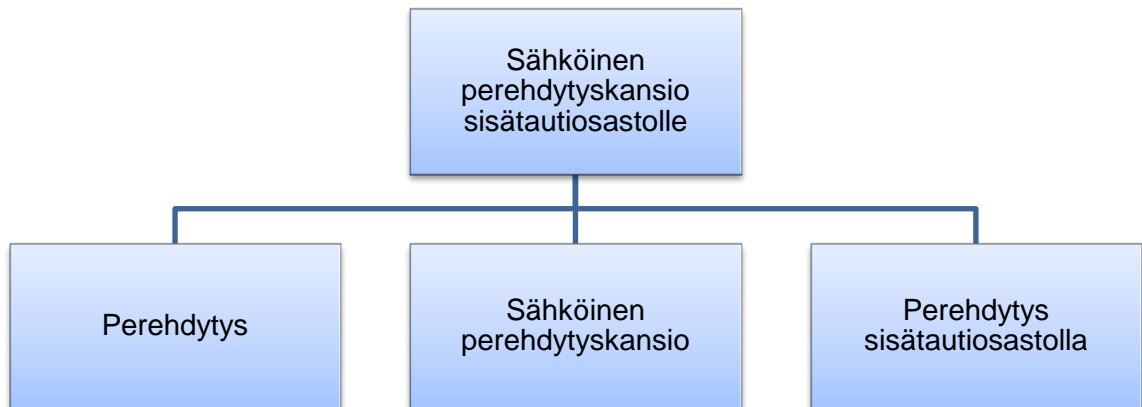 Sähköinen
perehdytyskansio
sisätautiosastolle
Perehdytys
Sähköinen
perehdytyskansio
Perehdytys
sisätautiosastolla